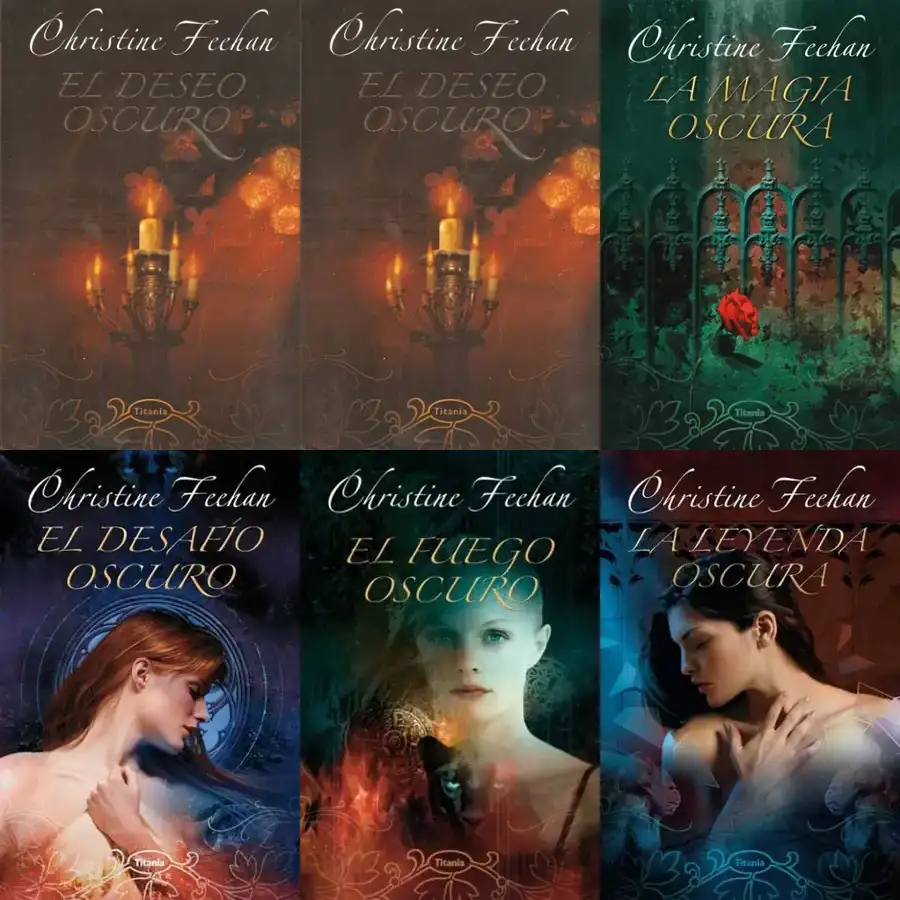 Christine Feehan
EL DESEO
OSCURO
Titania
Christine Feehan
EL DESEO
OSCURO
Titania
Christine Feehan
LA MAGIA
OSCURA
Titania
Christine Feehan
EL DESAFÍO
OSCURO
Titania
Christine Feehan
EL FUEGO
OSCURO
Titania
Christine Feehan
LA LEYENDA
OSCURA
Titania